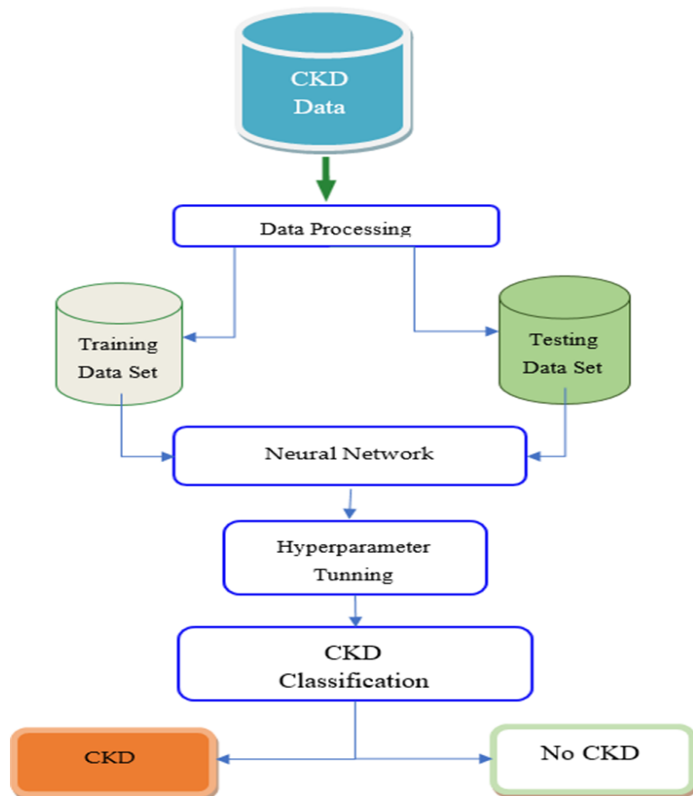 CKD
Data
Data Processing
Training
Data Set
Testing
Data Set
Neural Network
Hyperparameter
Tunning
CKD
Classification
CKD
No CKD